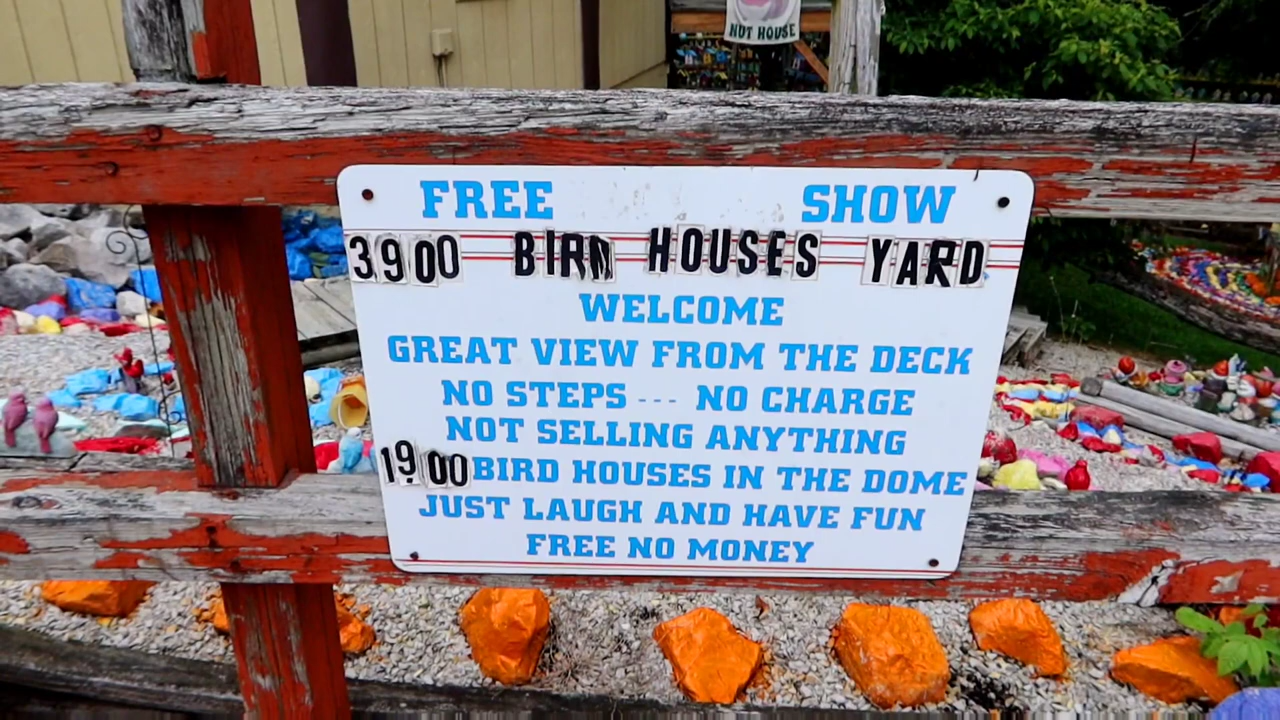 NUT HOUSE
FREE SHOW
3900 BIRD HOUSES YARD
WELCOME
GREAT VIEW FROM THE DECK
NO STEPS --- NO CHARGE
NOT SELLING ANYTHING
1900 BIRD HOUSES IN THE DOME
JUST LAUGH AND HAVE FUN
FREE NO MONEY